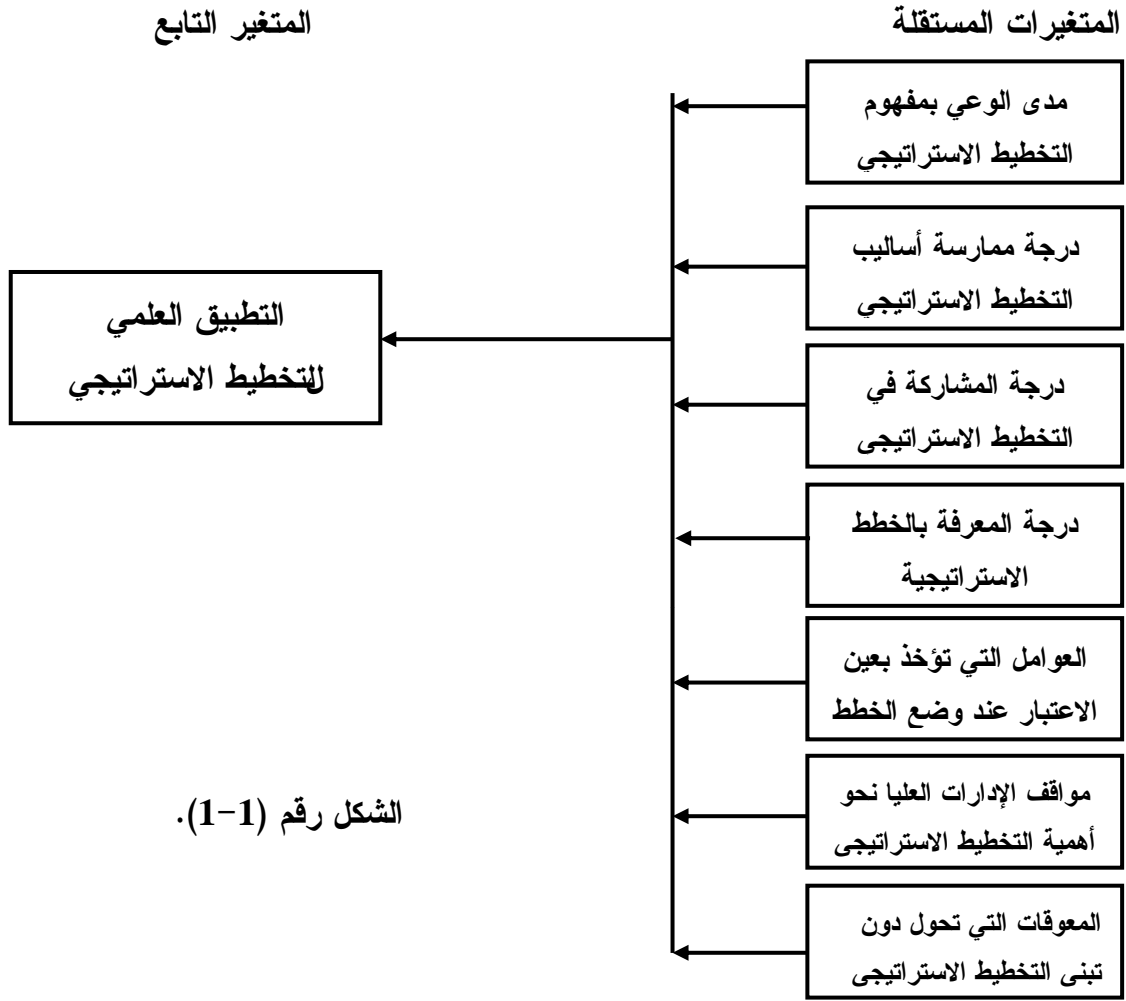 المتغيرات المستقلة
المتغير التابع
مدى الوعي بمفهوم
التخطيط الاستراتيجي
درجة ممارسة أساليب
التخطيط الاستراتيجي
درجة المشاركة في
التخطيط الاستراتيجى
درجة المعرفة بالخطط
الاستراتيجية
العوامل التي تؤخذ بعين
الاعتبار عند وضع الخطط
مواقف الإدارات العليا نحو
أهمية التخطيط الاستراتيجى
المعوقات التي تحول دون
تبنى التخطيط الاستراتيجى
التطبيق العلمي
للتخطيط الاستراتيجي
الشكل رقم (1-1).